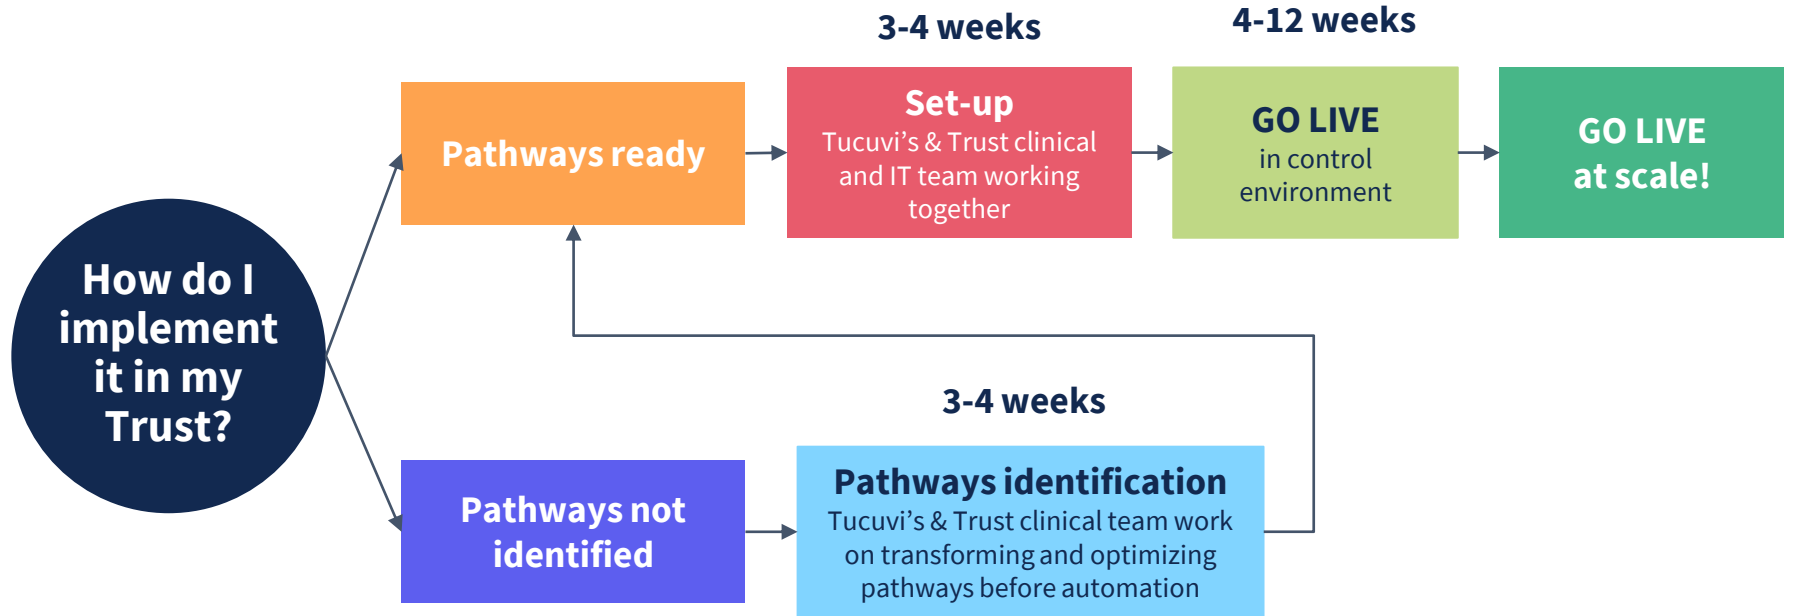 3-4 weeks
4-12 weeks
Pathways ready
Set-up
Tucuvi's & Trust clinical
and IT team working
together
GO LIVE
in control
environment
GO LIVE
at scale!
How do I
implement
it in my
Trust?
3-4 weeks
Pathways not
identified
Pathways identification
Tucuvi's & Trust clinical team work
on transforming and optimizing
pathways before automation